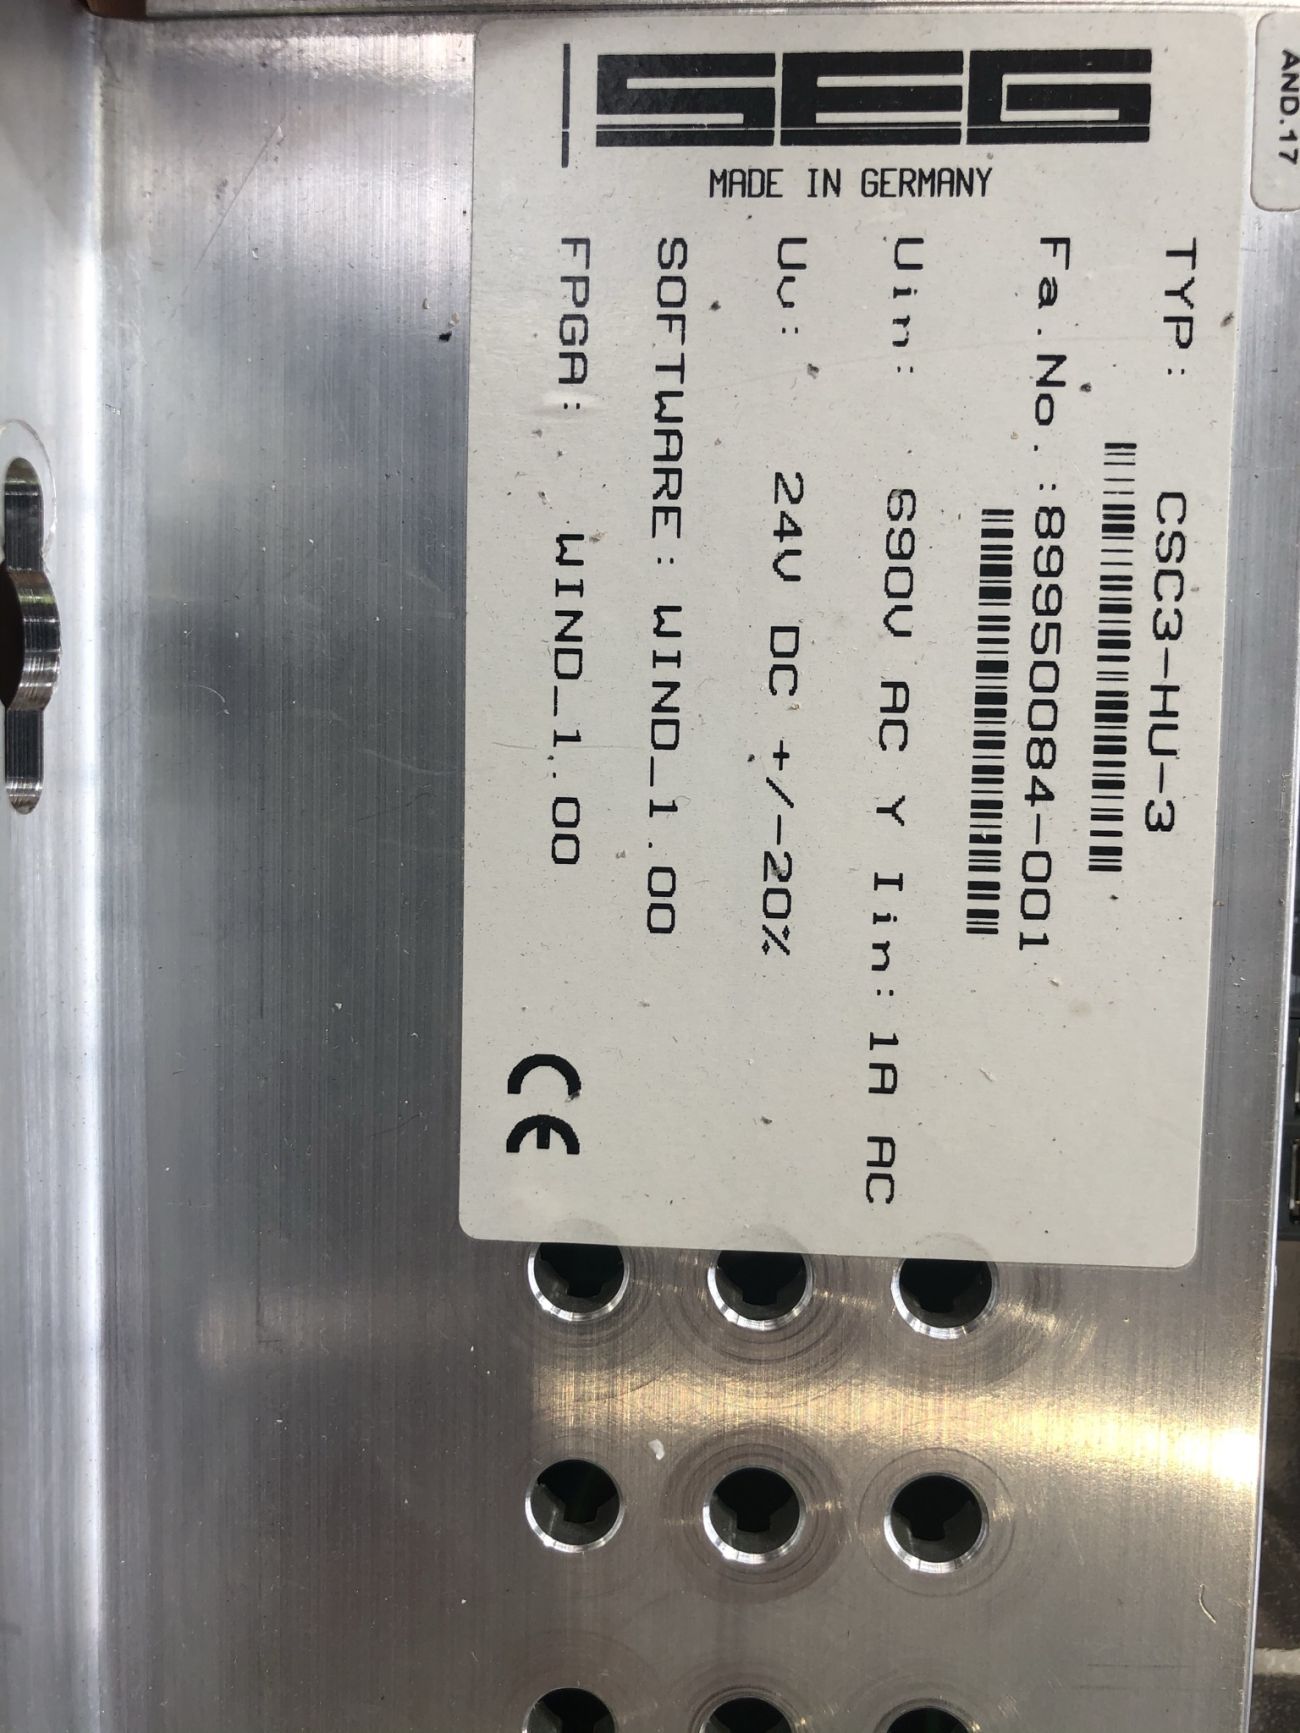 SEG
MADE IN GERMANY
TYP: CSC3-HU-3
Fa.No.:89950084-001
Uin: 690V AC Y Iin: 1A AC
Uv: 24V DC +/-20%
SOFTWARE: WIND_1.00
FPGA: WIND_1.00
CE
AND.17